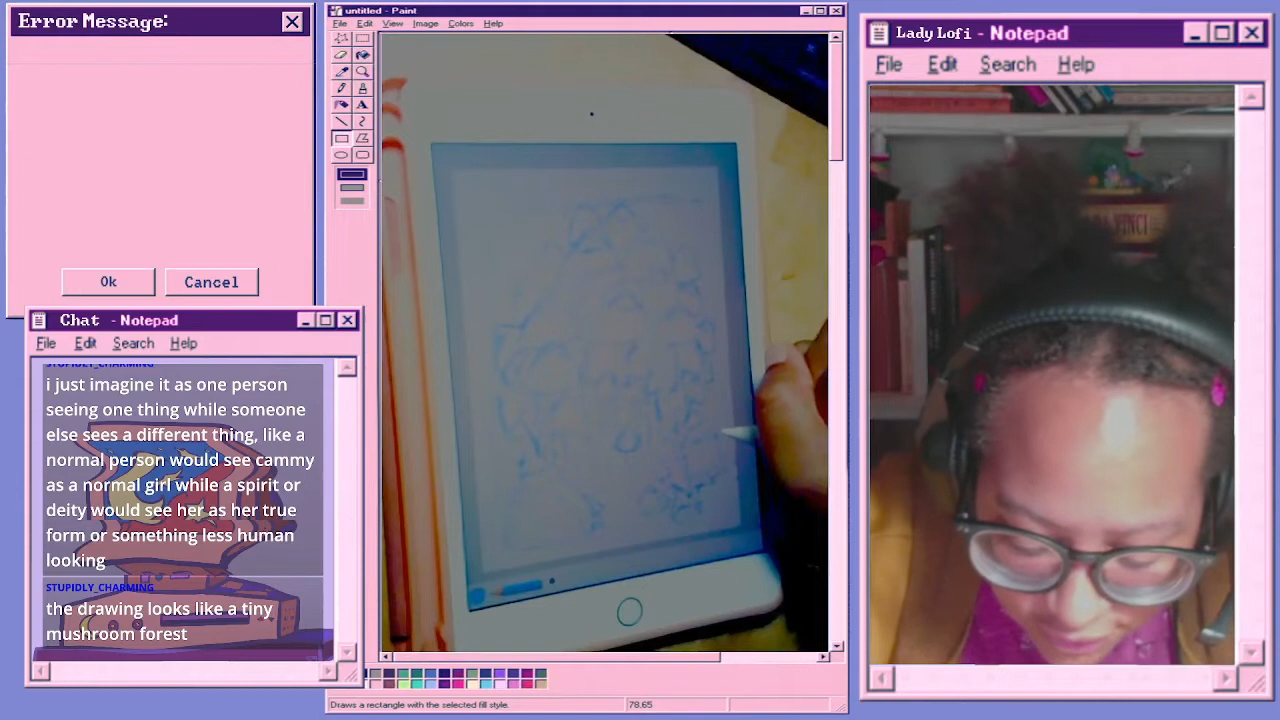 Error Message:
Ok
Cancel
Chat - Notepad
File Edit Search Help
STUPIDLY_CHARMING
i just imagine it as one person
seeing one thing while someone
else sees a different thing, like a
normal person would see cammy
as a normal girl while a spirit or
deity would see her as her true
form or something less human
looking
STUPIDLY_CHARMING
the drawing looks like a tiny
mushroom forest
untitled - Paint
File Edit View Image Colors Help
A
Draws a rectangle with the selected fill style.
78.65
Lady Lofi - Notepad
File Edit Search Help
VINCI